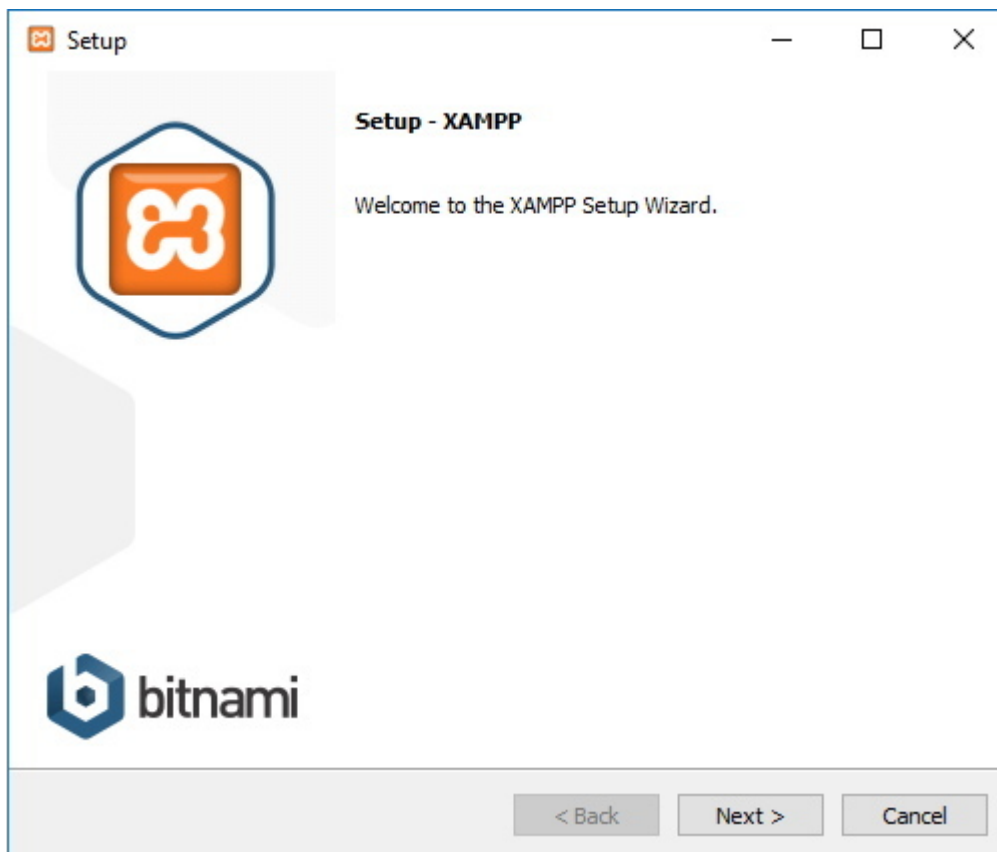 Setup
Setup - XAMPP
Welcome to the XAMPP Setup Wizard.
bitnami
< Back
Next >
Cancel